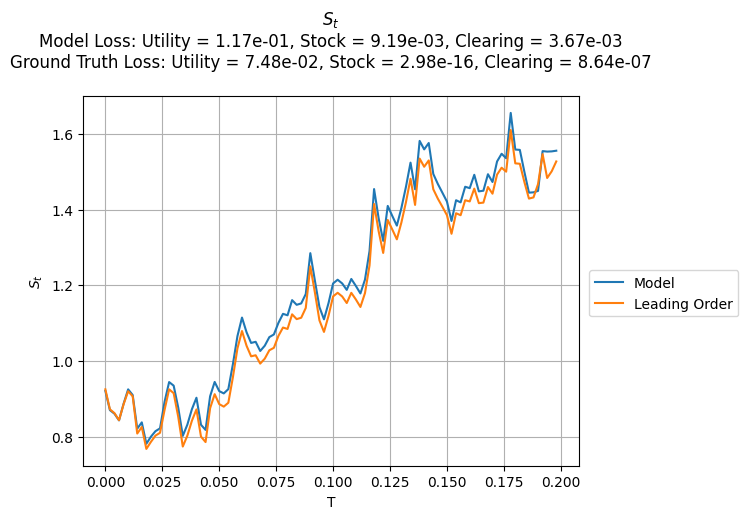 S_t
Model Loss: Utility = 1.17e-01, Stock = 9.19e-03, Clearing = 3.67e-03
Ground Truth Loss: Utility = 7.48e-02, Stock = 2.98e-16, Clearing = 8.64e-07
1.6
1.4
1.2
1.0
0.8
S_t
0.000 0.025 0.050 0.075 0.100 0.125 0.150 0.175 0.200
T
Model
Leading Order